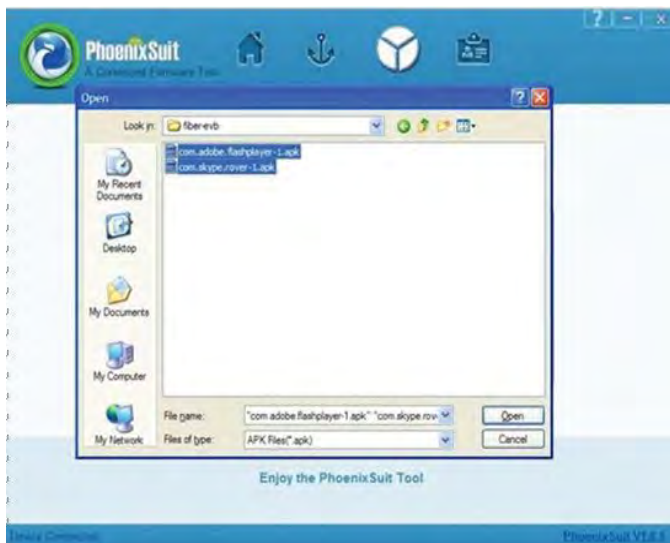 ? - x
PhoenixSuit
A Consumed Firmware Tool
Open
? X
Look in: fiber-evb
com.adobe.flashplayer-1.apk
com.skype.rover-1.apk
My Recent
Documents
Desktop
My Documents
My Computer
My Network
File name: "com.adobe.flashplayer-1.apk" "com.skype.rov
Open
Files of type: APK Files(*.apk)
Cancel
Enjoy the PhoenixSuit Tool
Device Connected
PhoenixSuit